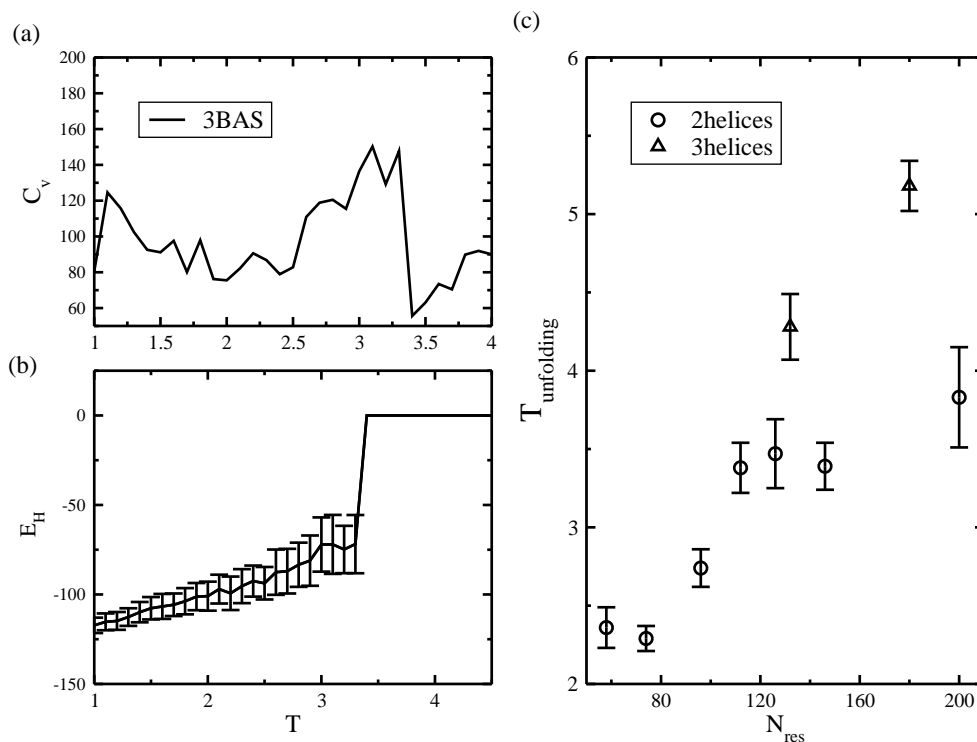 (a)
200
180
160
140
120
100
80
60
C_v
3BAS
1 1.5 2 2.5 3 3.5 4
(b)
0
-50
-100
-150
E_H
1 2 3 4
T
(c)
6
5
4
3
2
T_unfolding
2helices
3helices
80 120 160 200
N_res